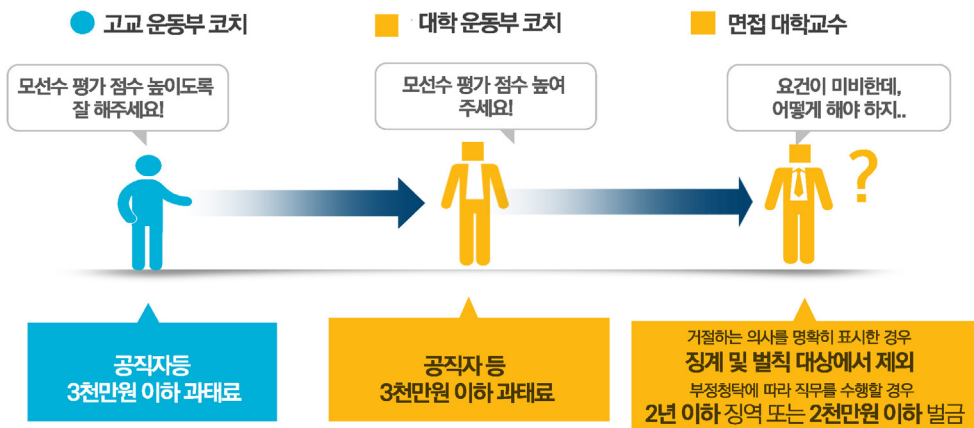 고교 운동부 코치
대학 운동부 코치
면접 대학교수
모선수 평가 점수 높이도록
잘 해주세요!
모선수 평가 점수 높여
주세요!
요건이 미비한데,
어떻게 해야 하지..
?
공직자등
3천만원 이하 과태료
공직자 등
3천만원 이하 과태료
거절하는 의사를 명확히 표시한 경우
징계 및 벌칙 대상에서 제외
부정청탁에 따라 직무를 수행할 경우
2년 이하 징역 또는 2천만원 이하 벌금